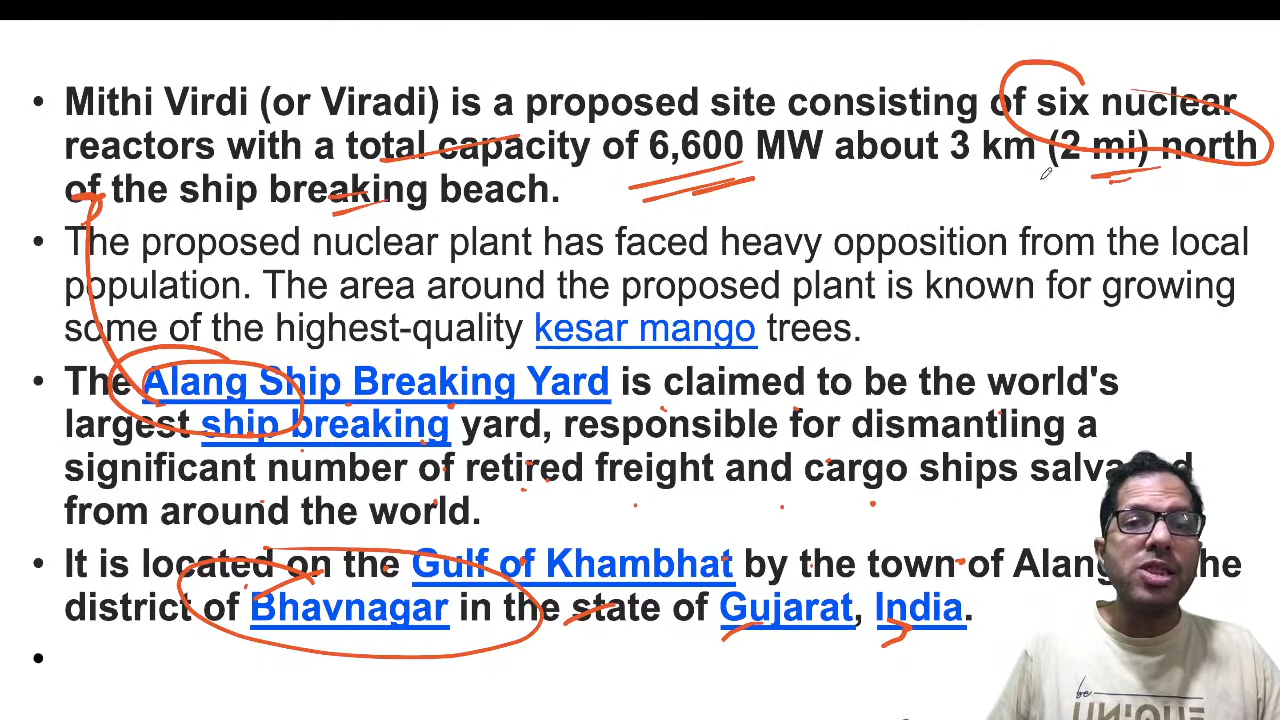 • Mithi Virdi (or Viradi) is a proposed site consisting of six nuclear
reactors with a total capacity of 6,600 MW about 3 km (2 mi) north
of the ship breaking beach.
• The proposed nuclear plant has faced heavy opposition from the local
population. The area around the proposed plant is known for growing
some of the highest-quality kesar mango trees.
• The Alang Ship Breaking Yard is claimed to be the world's
largest ship breaking yard, responsible for dismantling a
significant number of retired freight and cargo ships
from around the world.
• It is located on the Gulf of Khambhat by the town of
district of Bhavnagar in the state of Gujarat, India.
•
be
UNIQUE